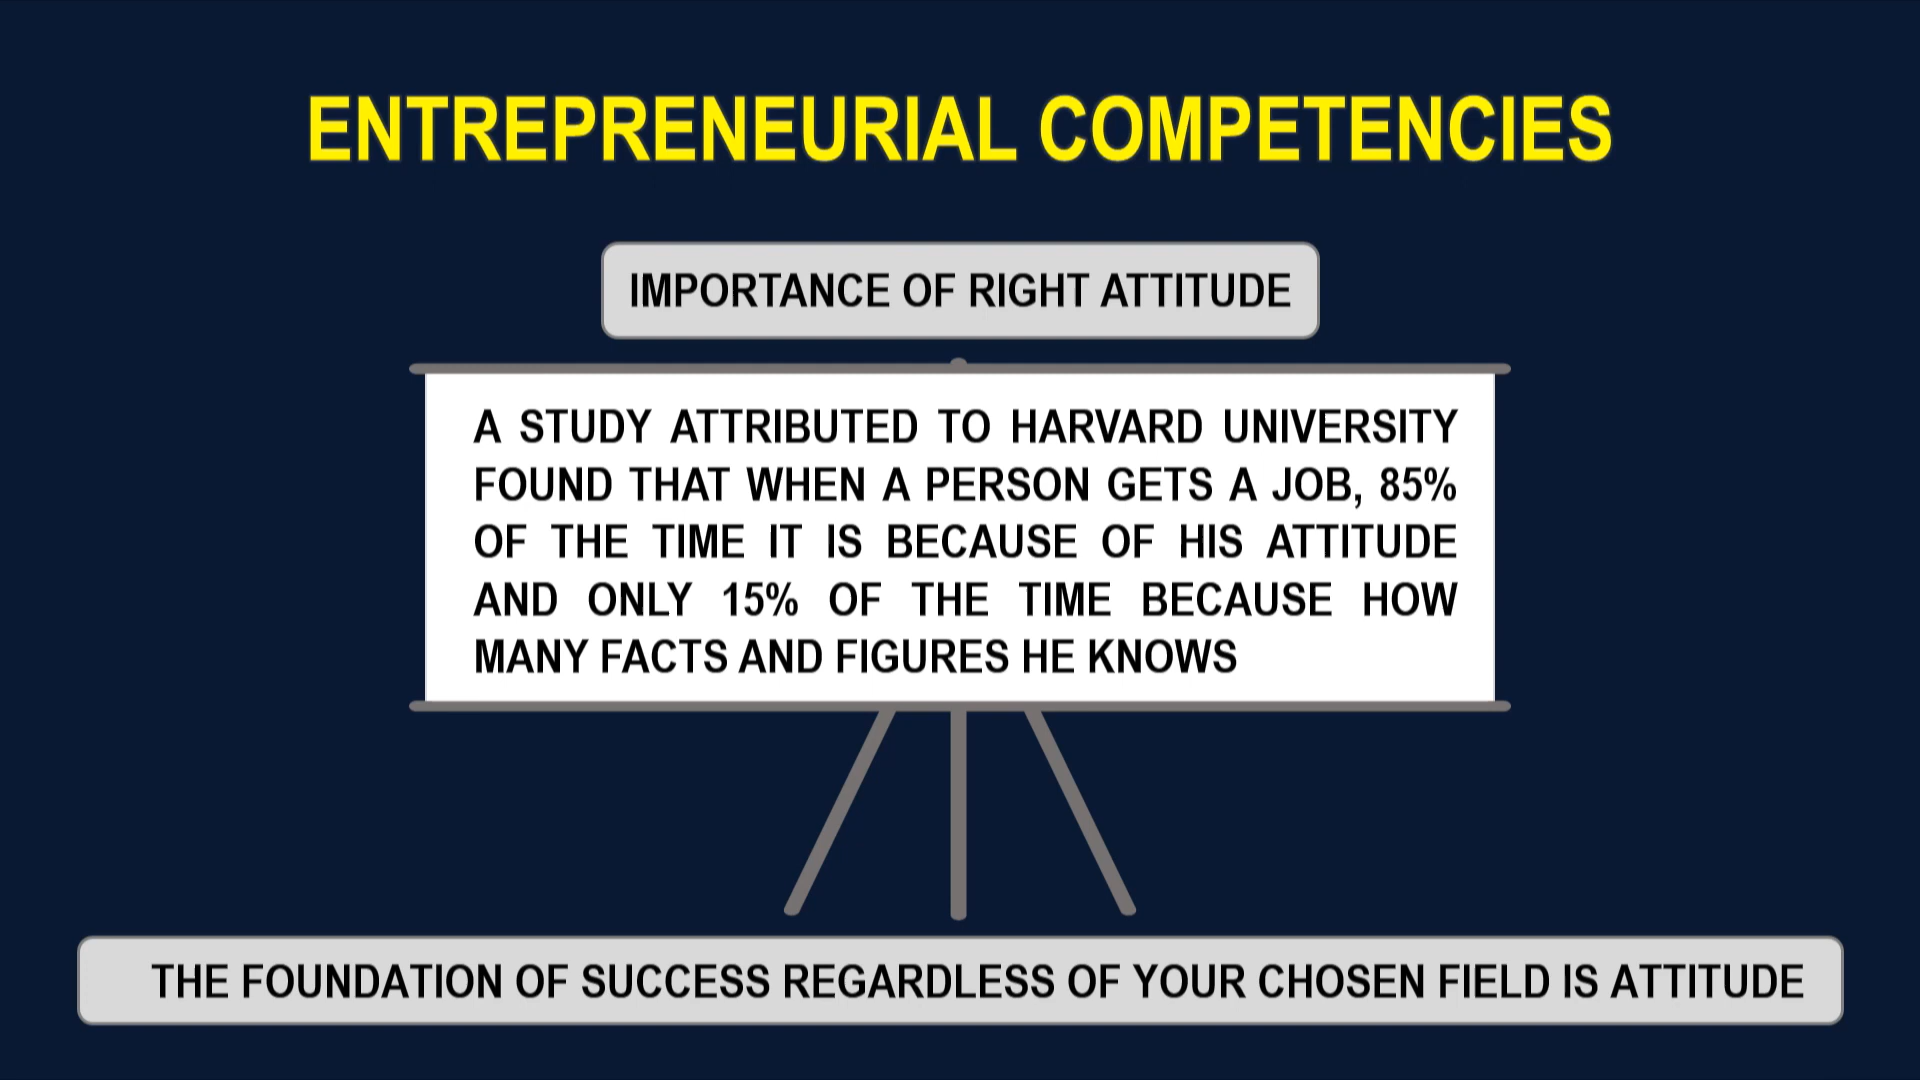 ENTREPRENEURIAL COMPETENCIES
IMPORTANCE OF RIGHT ATTITUDE
A STUDY ATTRIBUTED TO HARVARD UNIVERSITY
FOUND THAT WHEN A PERSON GETS A JOB, 85%
OF THE TIME IT IS BECAUSE OF HIS ATTITUDE
AND ONLY 15% OF THE TIME BECAUSE HOW
MANY FACTS AND FIGURES HE KNOWS
THE FOUNDATION OF SUCCESS REGARDLESS OF YOUR CHOSEN FIELD IS ATTITUDE